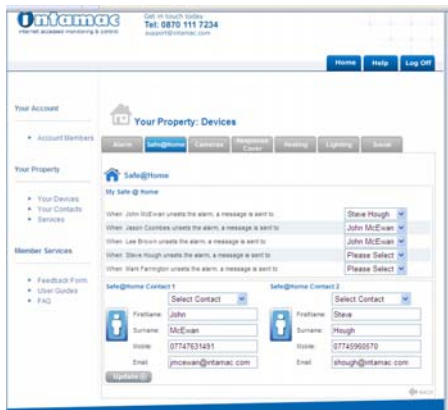 intamac
internet accessed monitoring & control
Get in touch today
Tel: 0870 111 7234
support@intamac.com
Home Help Log Off
Your Account
Account Members
Your Property
Your Devices
Your Contacts
Services
Member Services
Feedback Form
User Guides
FAQ
Your Property: Devices
Alarm Safe@Home Cameras Response Cover Heating Lighting Social
Safe@Home
My Safe @ Home
When John McEwan unsets the alarm, a message is sent to Steve Hough
When Jason Coombes unsets the alarm, a message is sent to John McEwan
When Lee Brown unsets the alarm, a message is sent to John McEwan
When Steve Hough unsets the alarm, a message is sent to Please Select
When Mark Farrington unsets the alarm, a message is sent to Please Select
Safe@Home Contact 1
Select Contact
FirstName: John
Surname: McEwan
Mobile: 07747631491
Email: jmcewan@intamac.com
Update
Safe@Home Contact 2
Select Contact
FirstName: Steve
Surname: Hough
Mobile: 07745960570
Email: shough@intamac.com
BACK